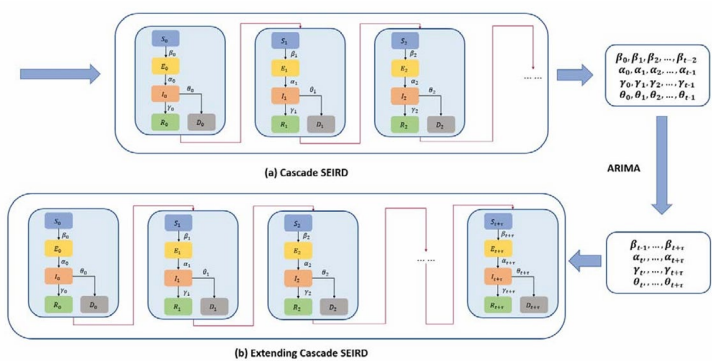 S₀ S₁ S₂
β₀ β₁ β₂
E₀ E₁ E₂
α₀ α₁ α₂
I₀ θ₀ I₁ θ₁ I₂ θ₂
γ₀ γ₁ γ₂
R₀ D₀ R₁ D₁ R₂ D₂
... ...
β₀, β₁, β₂, ..., βₜ₋₂
α₀, α₁, α₂, ..., αₜ₋₁
γ₀, γ₁, γ₂, ..., γₜ₋₁
θ₀, θ₁, θ₂, ..., θₜ₋₁
(a) Cascade SEIRD
ARIMA
S₀ S₁ S₂ Sₜ₊τ
β₀ β₁ β₂ βₜ₊τ
E₀ E₁ E₂ Eₜ₊τ
α₀ α₁ α₂ αₜ₊τ
I₀ θ₀ I₁ θ₁ I₂ θ₂ Iₜ₊τ θₜ₊τ
γ₀ γ₁ γ₂ γₜ₊τ
R₀ D₀ R₁ D₁ R₂ D₂ Rₜ₊τ Dₜ₊τ
... ...
βₜ₋₁, ..., βₜ₊τ
αₜ, ..., αₜ₊τ
γₜ, ..., γₜ₊τ
θₜ, ..., θₜ₊τ
(b) Extending Cascade SEIRD